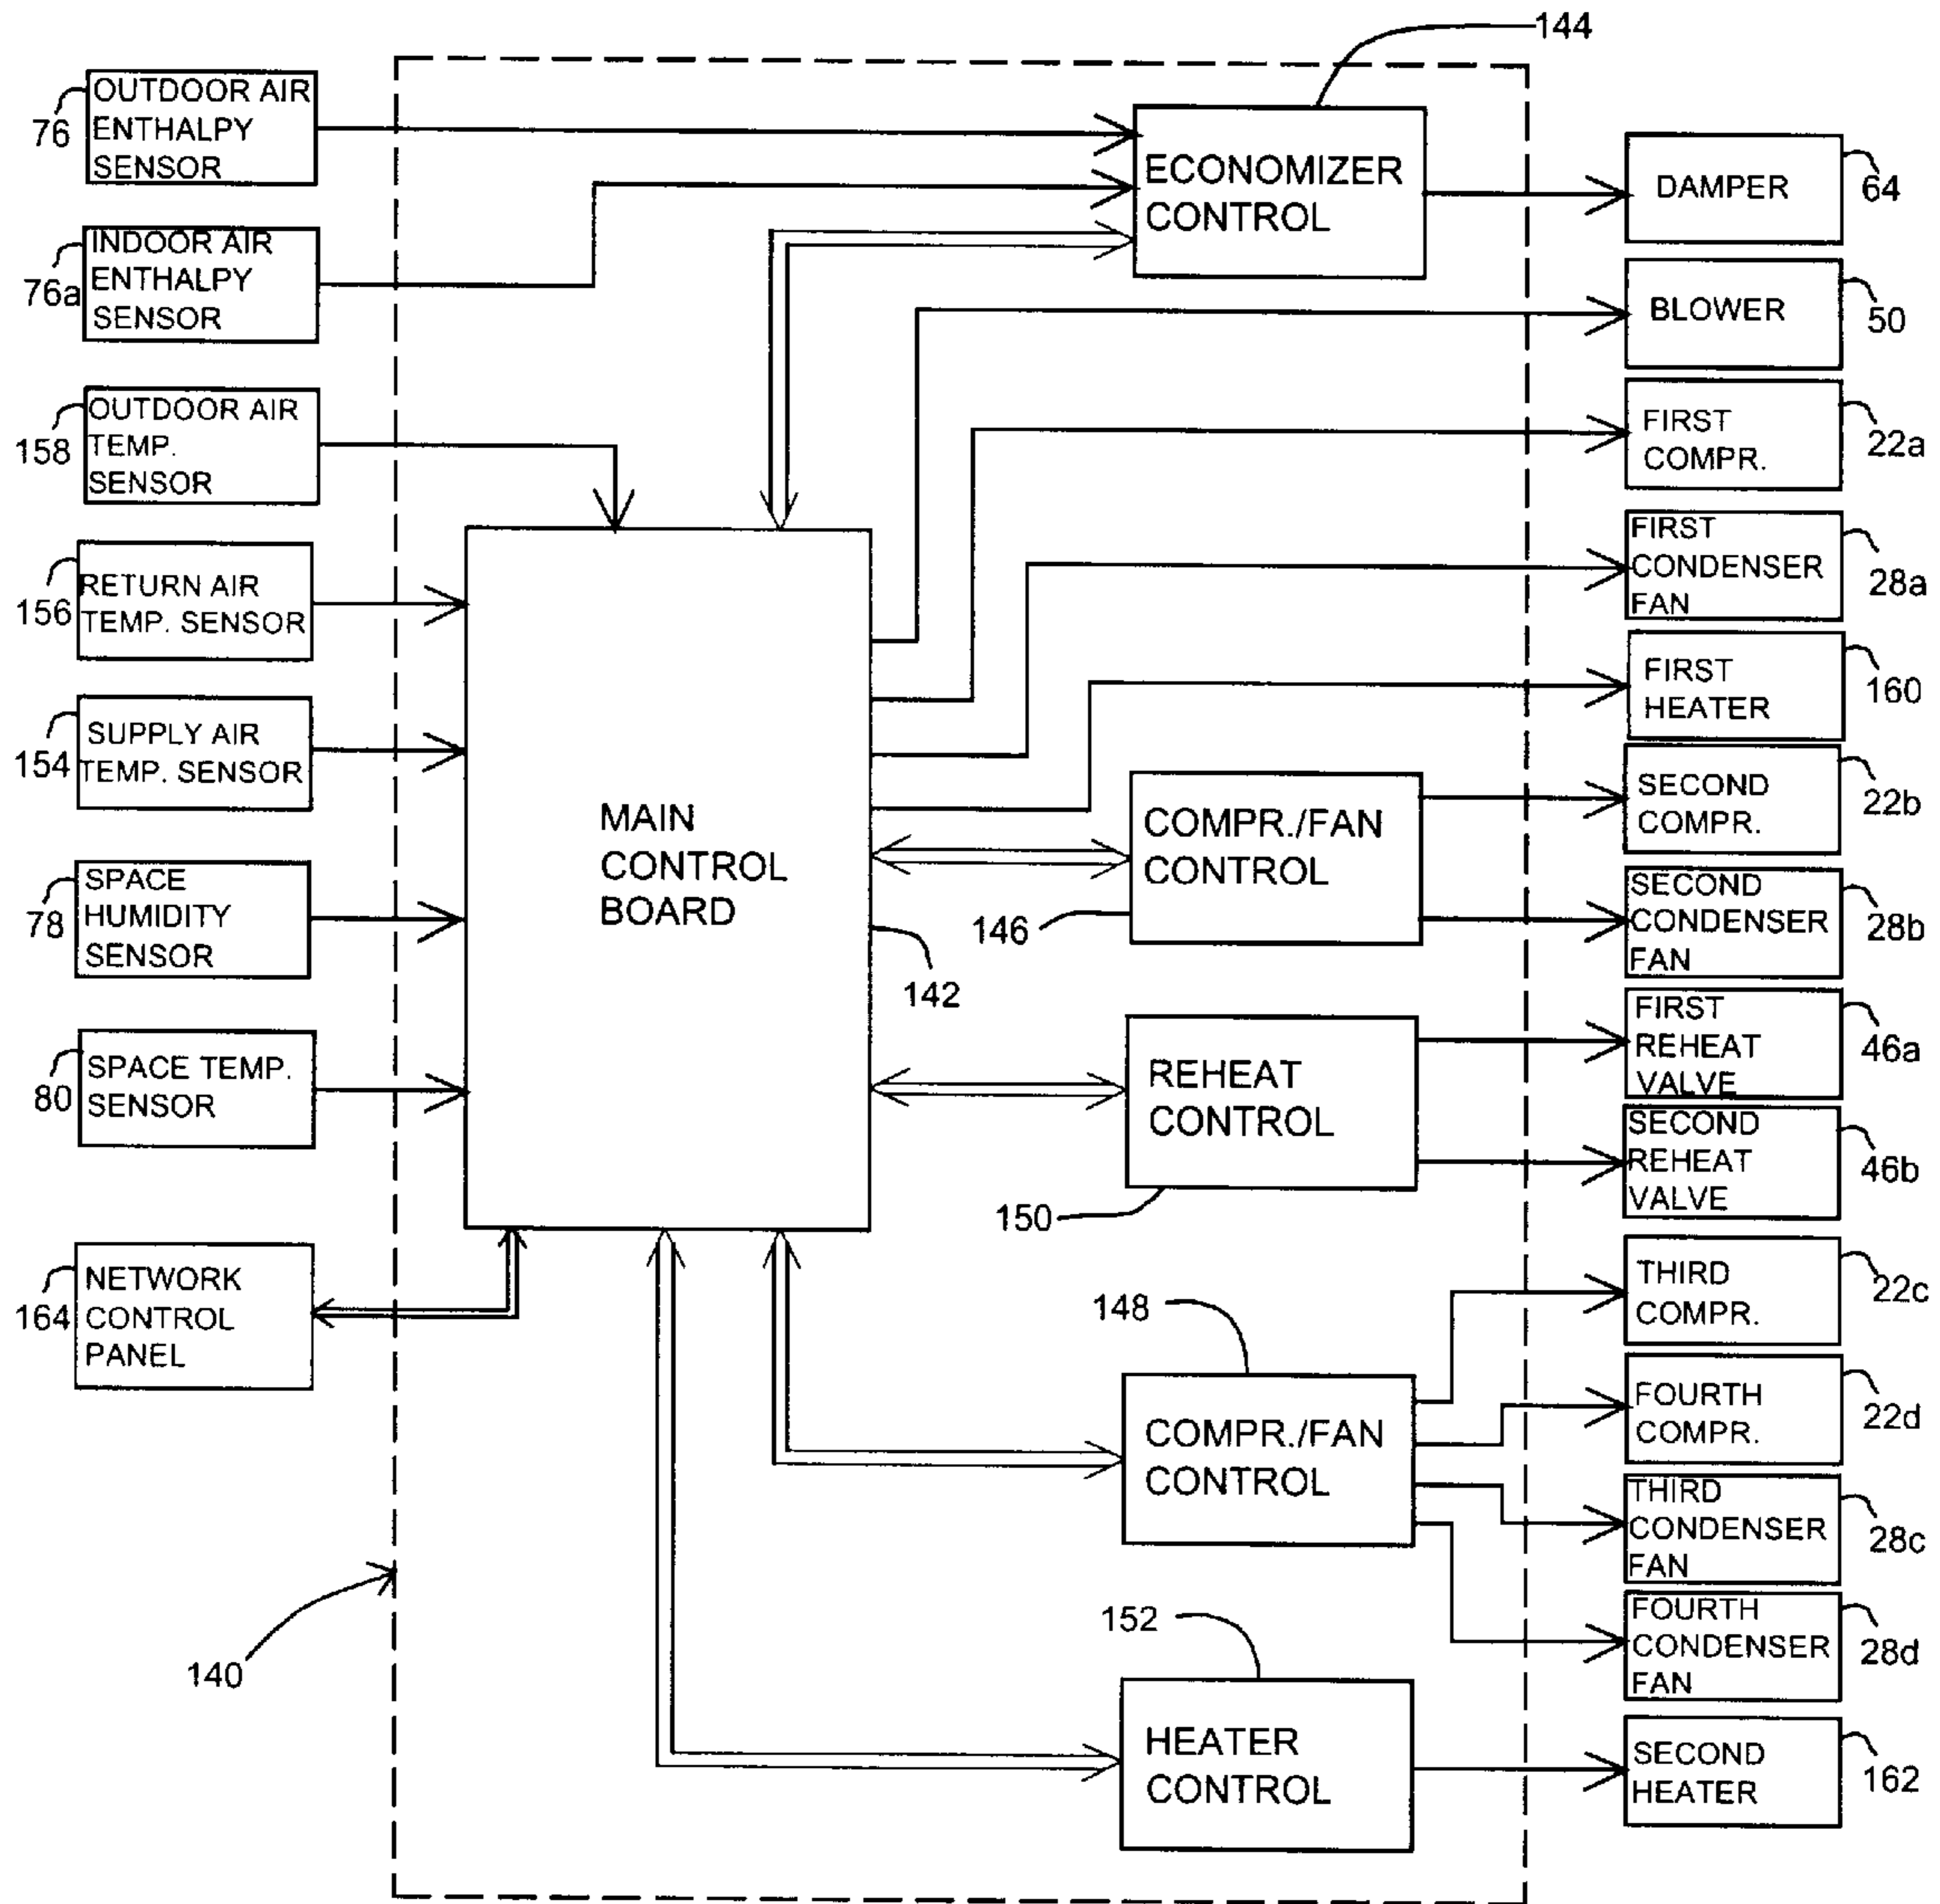 144
OUTDOOR AIR
ENTHALPY
SENSOR
76
INDOOR AIR
ENTHALPY
SENSOR
76a
OUTDOOR AIR
TEMP.
SENSOR
158
RETURN AIR
TEMP. SENSOR
156
SUPPLY AIR
TEMP. SENSOR
154
SPACE
HUMIDITY
SENSOR
78
SPACE TEMP.
SENSOR
80
NETWORK
CONTROL
PANEL
164
140
MAIN
CONTROL
BOARD
142
ECONOMIZER
CONTROL
COMPR./FAN
CONTROL
146
REHEAT
CONTROL
150
148
COMPR./FAN
CONTROL
152
HEATER
CONTROL
DAMPER
64
BLOWER
50
FIRST
COMPR.
22a
FIRST
CONDENSER
FAN
28a
FIRST
HEATER
160
SECOND
COMPR.
22b
SECOND
CONDENSER
FAN
28b
FIRST
REHEAT
VALVE
46a
SECOND
REHEAT
VALVE
46b
THIRD
COMPR.
22c
FOURTH
COMPR.
22d
THIRD
CONDENSER
FAN
28c
FOURTH
CONDENSER
FAN
28d
SECOND
HEATER
162